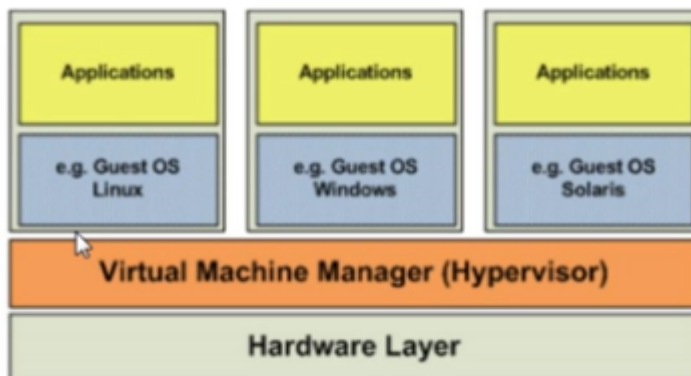 Applications
Applications
Applications
e.g. Guest OS
Linux
e.g. Guest OS
Windows
e.g. Guest OS
Solaris
Virtual Machine Manager (Hypervisor)
Hardware Layer